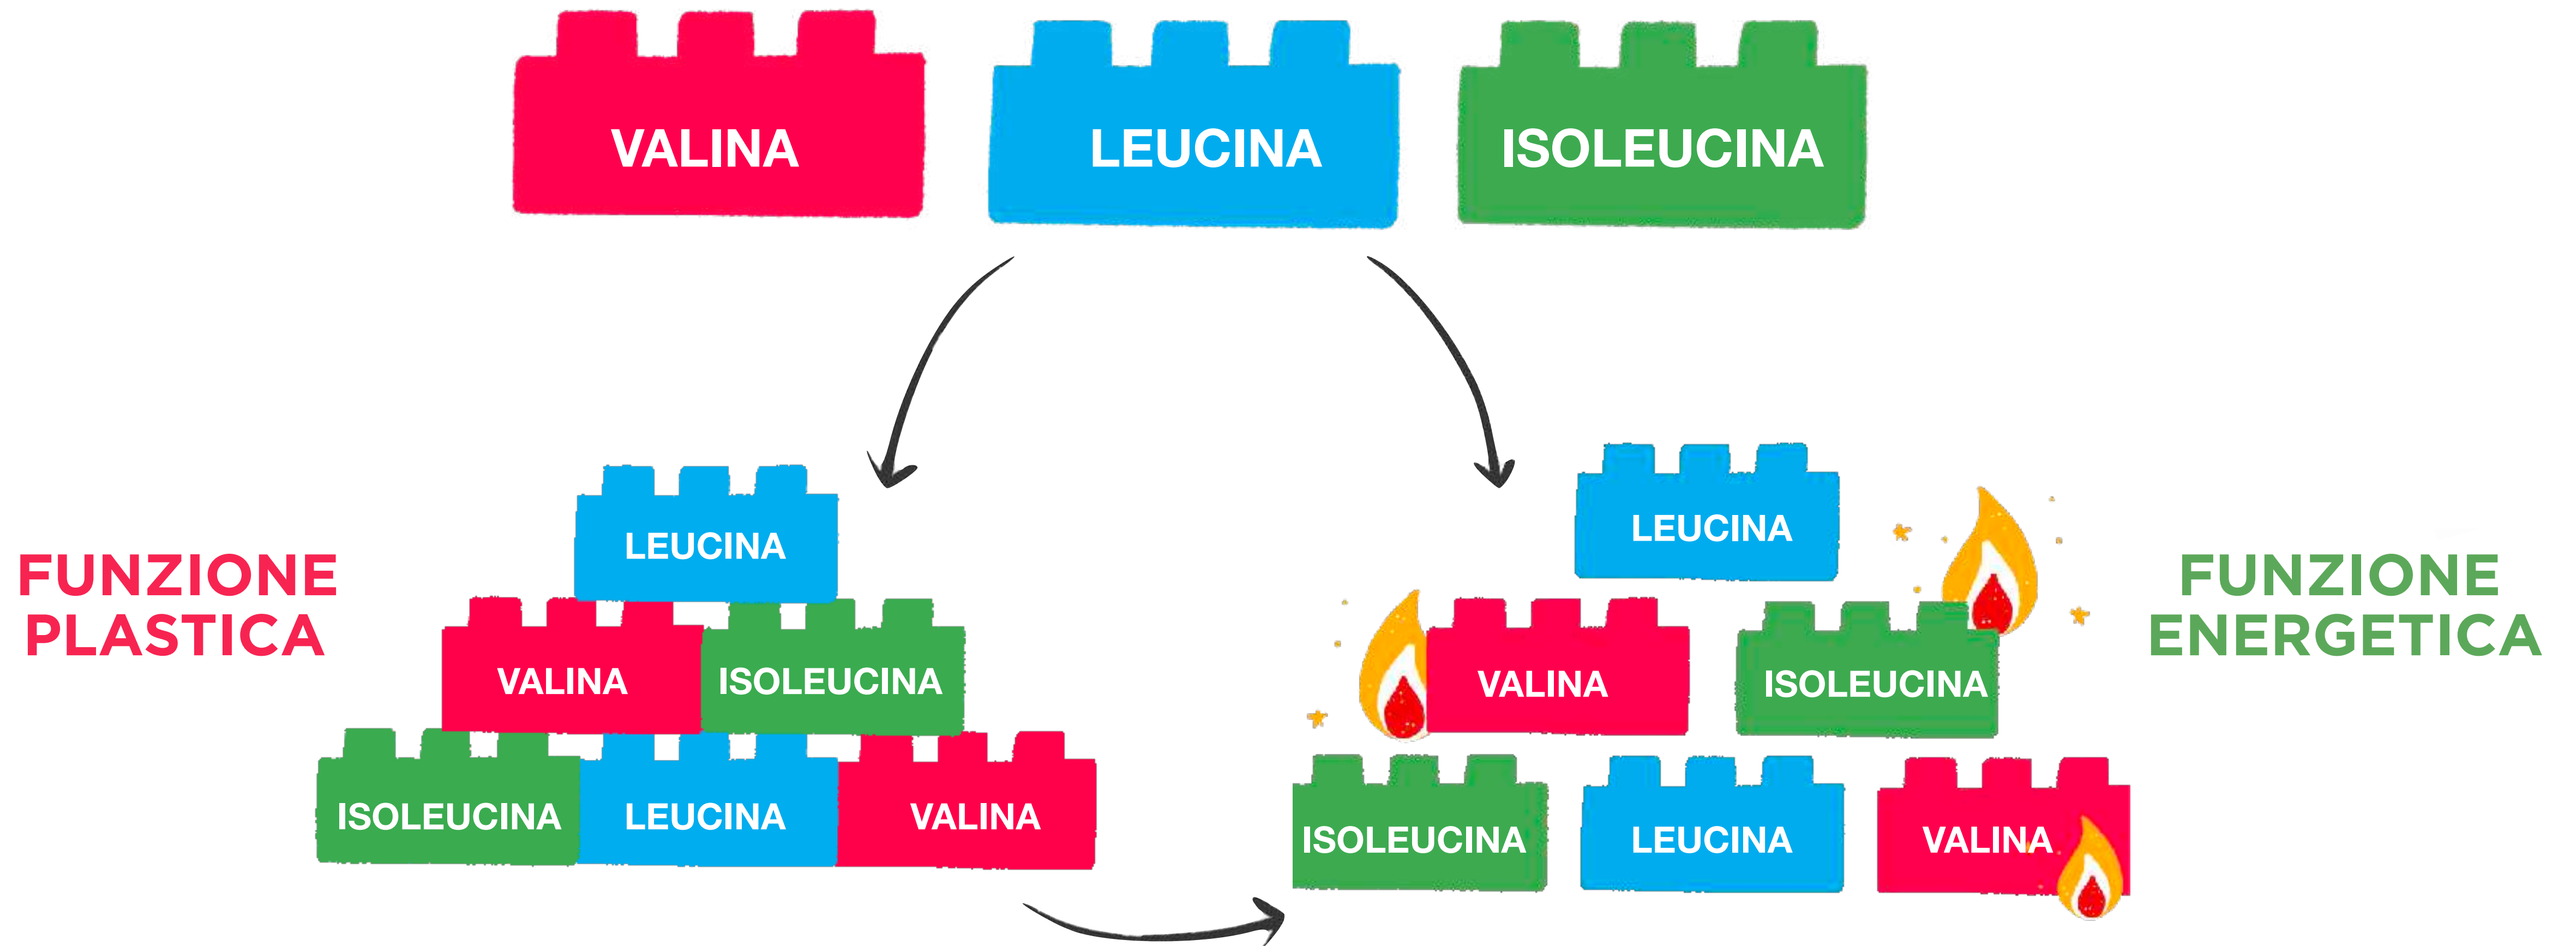 VALINA
LEUCINA
ISOLEUCINA
FUNZIONE
PLASTICA
LEUCINA
VALINA
ISOLEUCINA
ISOLEUCINA
LEUCINA
VALINA
LEUCINA
VALINA
ISOLEUCINA
ISOLEUCINA
LEUCINA
VALINA
FUNZIONE
ENERGETICA